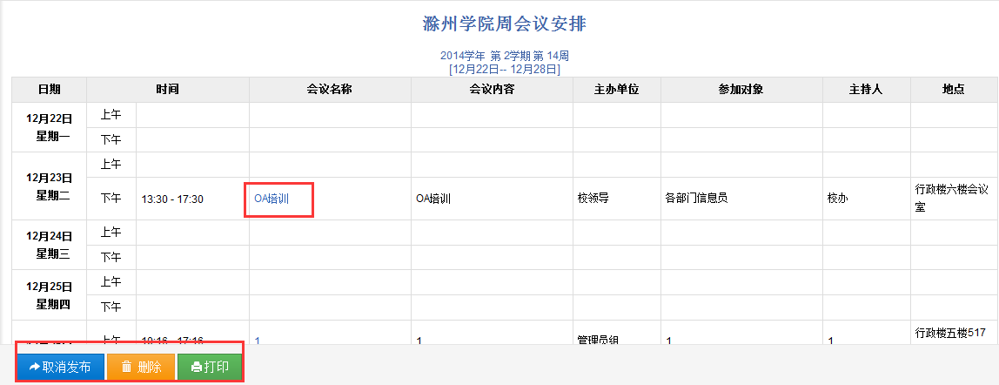 滁州学院周会议安排
2014学年 第 2学期 第 14周
[12月22日-- 12月28日]
日期 时间 会议名称 会议内容 主办单位 参加对象 主持人 地点
12月22日
星期一
上午
下午
12月23日
星期二
上午
下午 13:30 - 17:30 OA培训 OA培训 校领导 各部门信息员 校办 行政楼六楼会议
室
12月24日
星期三
上午
下午
12月25日
星期四
上午
下午
上午 10:16 - 17:16 1 1 管理员组 1 1 行政楼五楼517
取消发布 删除 打印